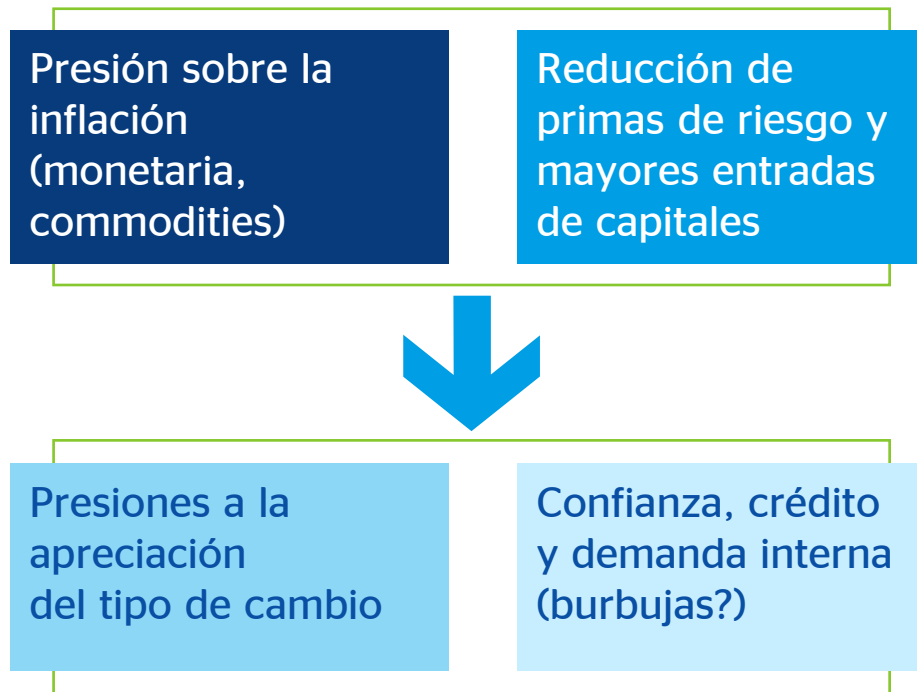 Presión sobre la
inflación
(monetaria,
commodities)
Reducción de
primas de riesgo y
mayores entradas
de capitales
Presiones a la
apreciación
del tipo de cambio
Confianza, crédito
y demanda interna
(burbujas?)